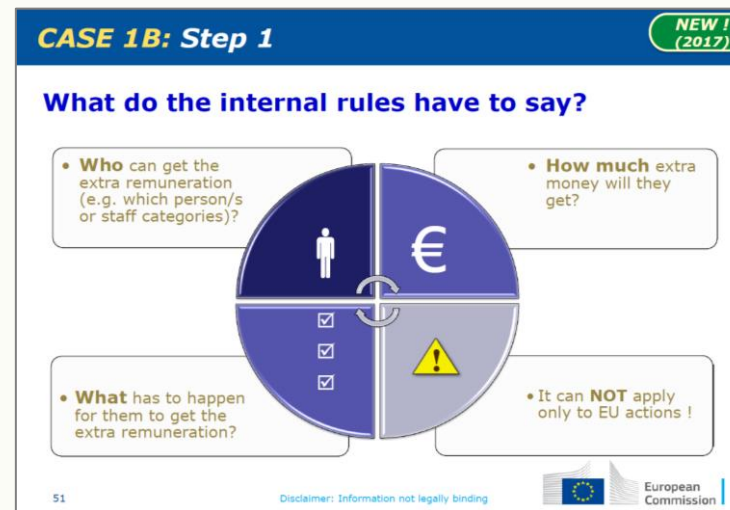 CASE 1B: Step 1
NEW !
(2017)
What do the internal rules have to say?
• Who can get the
extra remuneration
(e.g. which person/s
or staff categories)?
• How much extra
money will they
get?
€
• What has to happen
for them to get the
extra remuneration?
!
• It can NOT apply
only to EU actions !
51
Disclaimer: Information not legally binding
European
Commission